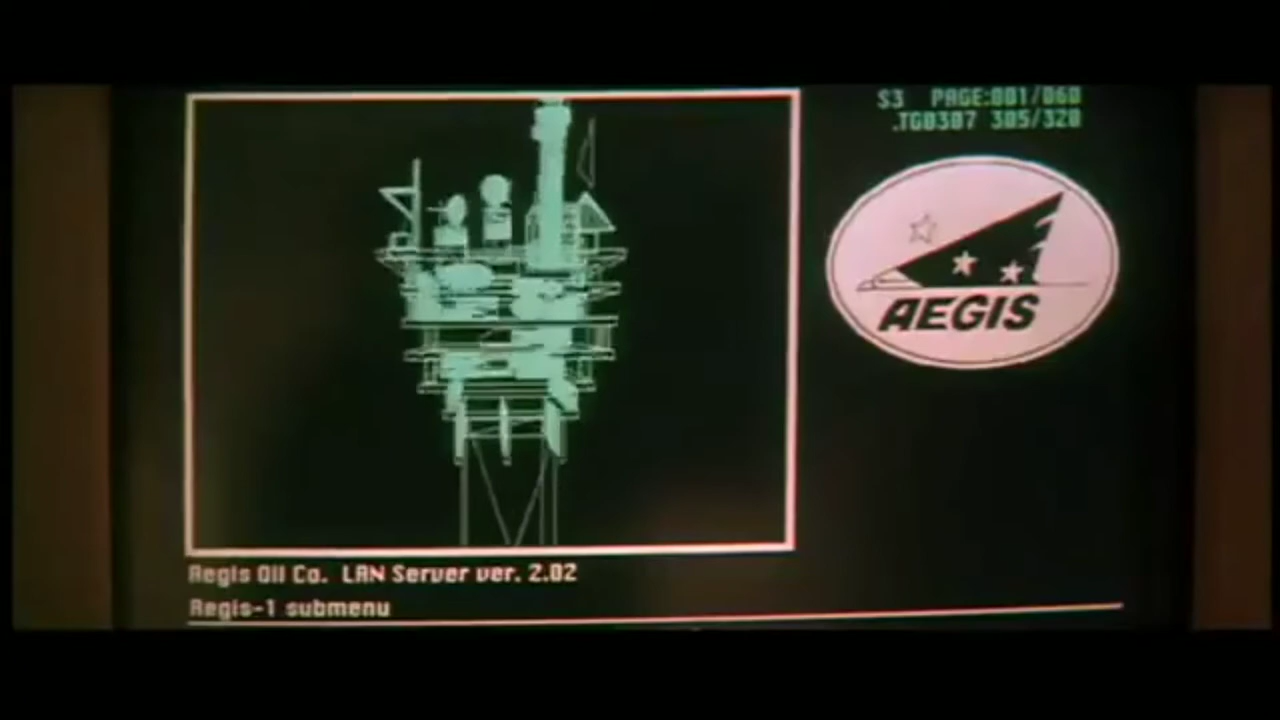 S3 PAGE:001/060
.TG0307 305/320
AEGIS
Aegis Oil Co. LAN Server ver. 2.02
Aegis-1 submenu